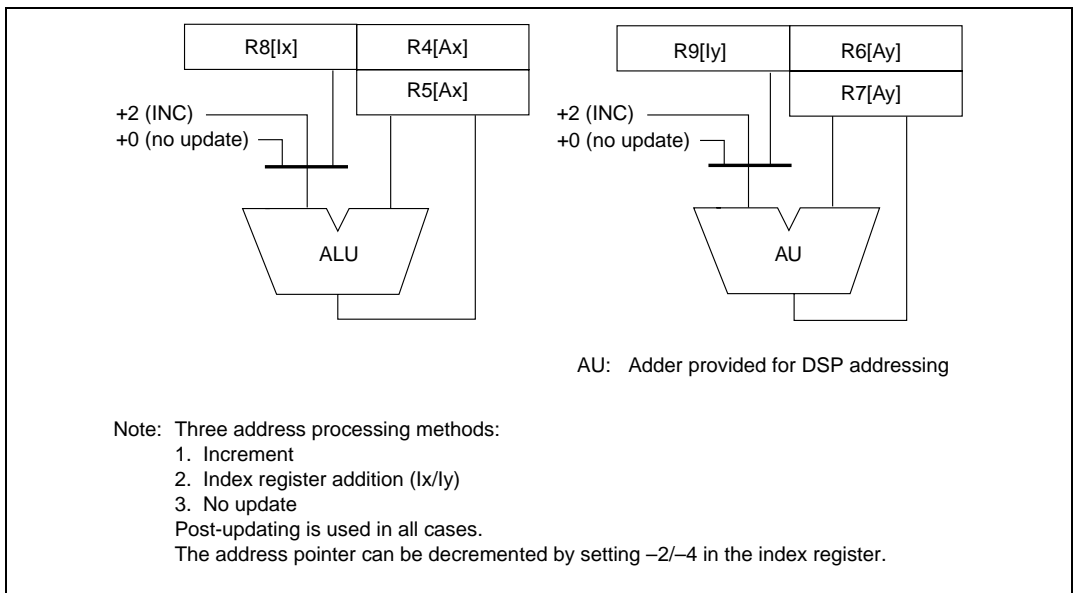 R8[Ix]
R4[Ax]
R5[Ax]
+2 (INC)
+0 (no update)
ALU
R9[Iy]
R6[Ay]
R7[Ay]
+2 (INC)
+0 (no update)
AU
AU: Adder provided for DSP addressing
Note: Three address processing methods:
1. Increment
2. Index register addition (Ix/Iy)
3. No update
Post-updating is used in all cases.
The address pointer can be decremented by setting –2/–4 in the index register.